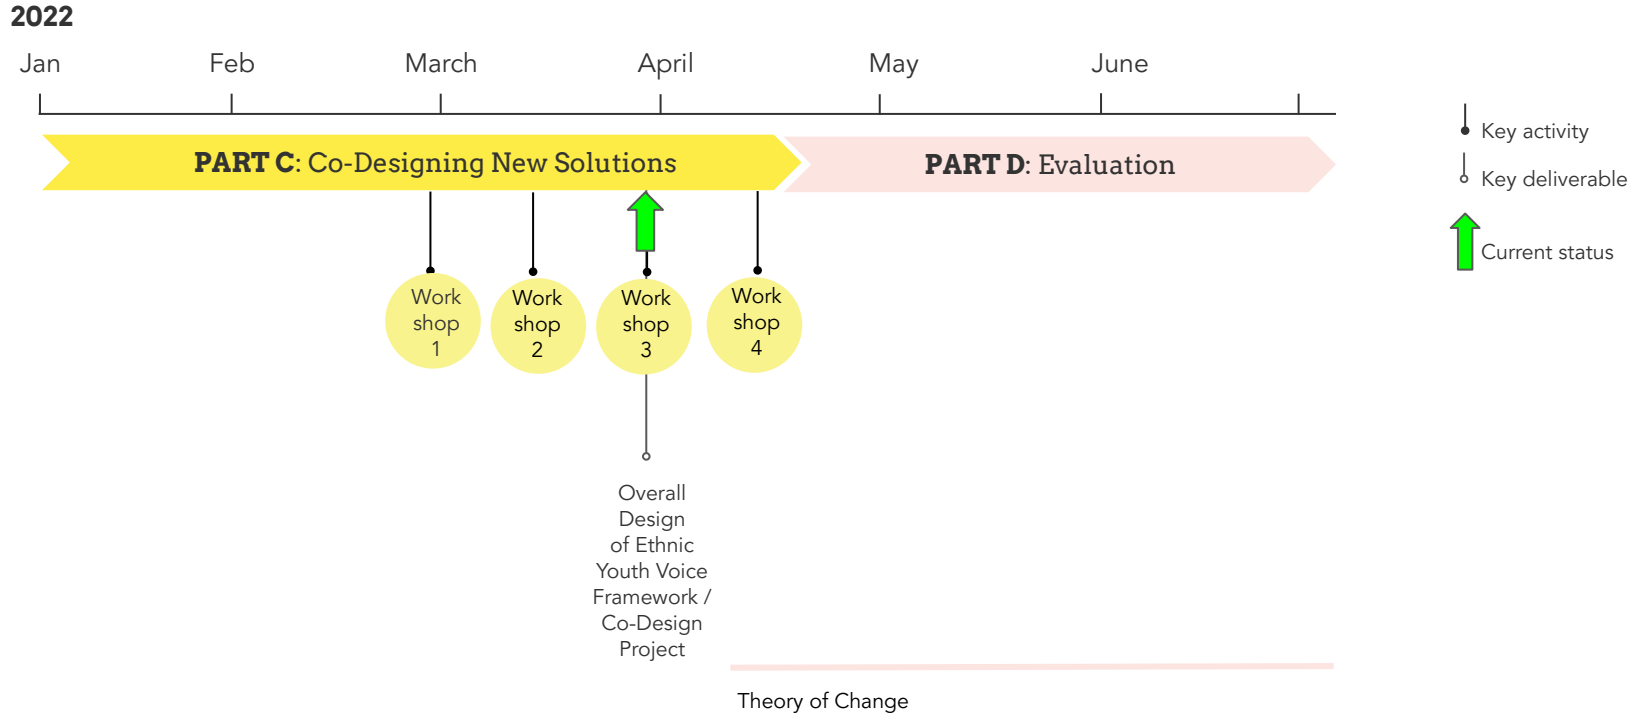 2022
Jan Feb March April May June
PART C: Co-Designing New Solutions
PART D: Evaluation
Key activity
Key deliverable
Current status
Work
shop
1
Work
shop
2
Work
shop
3
Work
shop
4
Overall
Design
of Ethnic
Youth Voice
Framework /
Co-Design
Project
Theory of Change